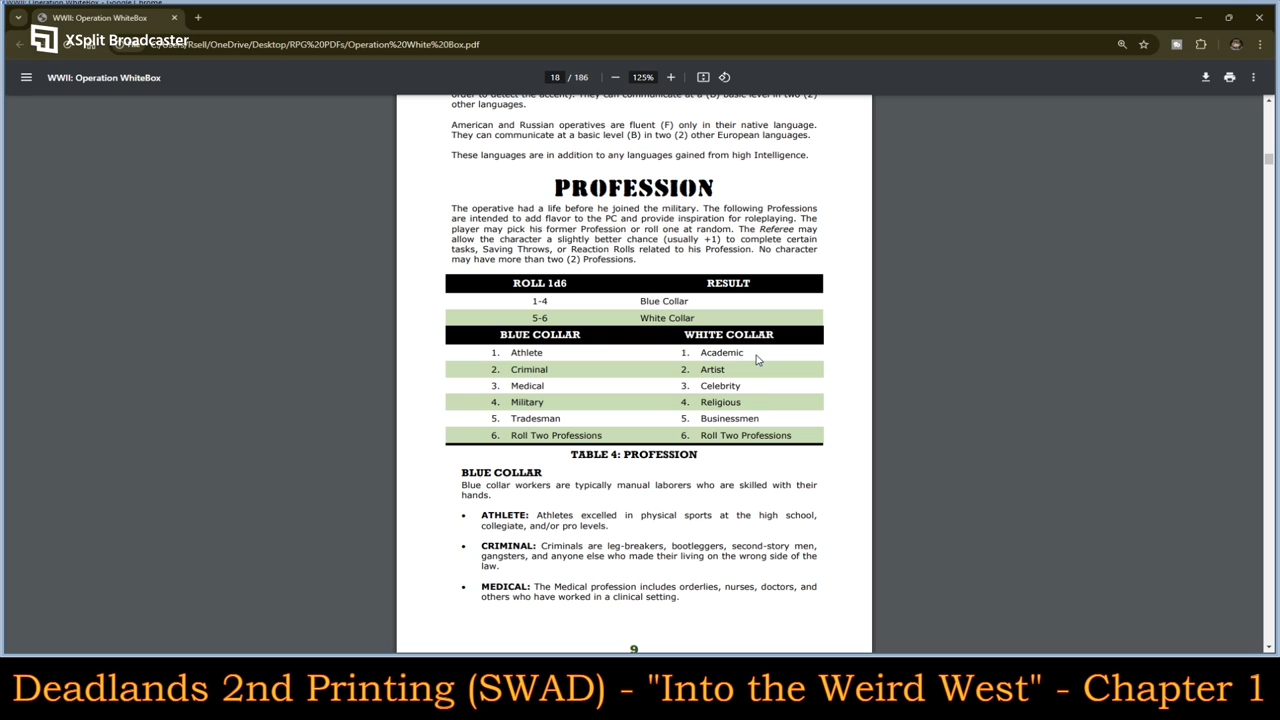 WWII: Operation WhiteBox
XSplit Broadcaster
C:/Users/Rsell/OneDrive/Desktop/RPG%20PDFs/Operation%20White%20Box.pdf
WWII: Operation WhiteBox
18 / 186
125%
other languages.
American and Russian operatives are fluent (F) only in their native language.
They can communicate at a basic level (B) in two (2) other European languages.
These languages are in addition to any languages gained from high Intelligence.
PROFESSION
The operative had a life before he joined the military. The following Professions
are intended to add flavor to the PC and provide inspiration for roleplaying. The
player may pick his former Profession or roll one at random. The Referee may
allow the character a slightly better chance (usually +1) to complete certain
tasks, Saving Throws, or Reaction Rolls related to his Profession. No character
may have more than two (2) Professions.
ROLL 1d6 RESULT
1-4 Blue Collar
5-6 White Collar
BLUE COLLAR WHITE COLLAR
1. Athlete 1. Academic
2. Criminal 2. Artist
3. Medical 3. Celebrity
4. Military 4. Religious
5. Tradesman 5. Businessmen
6. Roll Two Professions 6. Roll Two Professions
TABLE 4: PROFESSION
BLUE COLLAR
Blue collar workers are typically manual laborers who are skilled with their
hands.
• ATHLETE: Athletes excelled in physical sports at the high school,
collegiate, and/or pro levels.
• CRIMINAL: Criminals are leg-breakers, bootleggers, second-story men,
gangsters, and anyone else who made their living on the wrong side of the
law.
• MEDICAL: The Medical profession includes orderlies, nurses, doctors, and
others who have worked in a clinical setting.
9
Deadlands 2nd Printing (SWAD) - "Into the Weird West" - Chapter 1